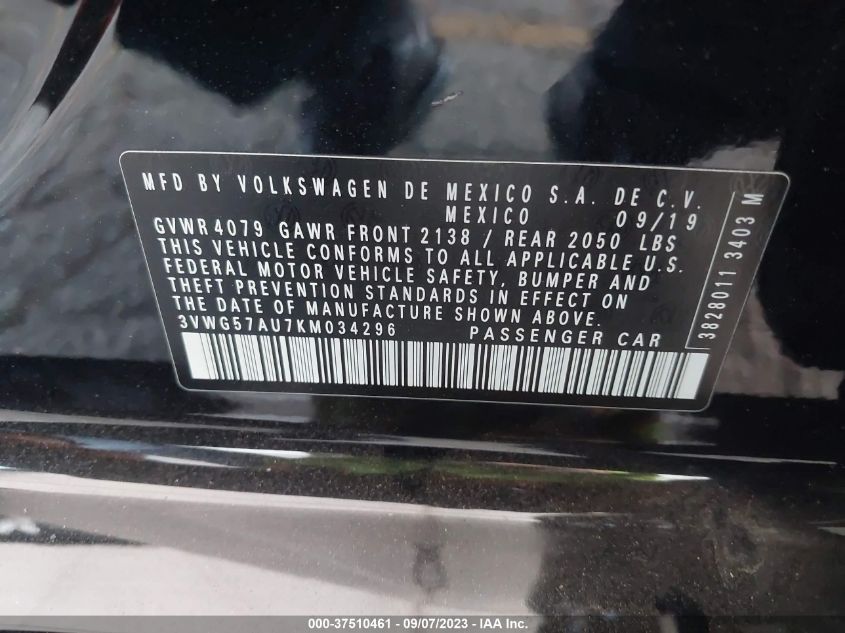 MFD BY VOLKSWAGEN DE MEXICO S.A. DE C.V.
MEXICO 09/19
GVWR 4079 GAWR FRONT 2138 / REAR 2050 LBS
THIS VEHICLE CONFORMS TO ALL APPLICABLE U.S.
FEDERAL MOTOR VEHICLE SAFETY, BUMPER AND
THEFT PREVENTION STANDARDS IN EFFECT ON
THE DATE OF MANUFACTURE SHOWN ABOVE.
3VWG57AU7KM034296 PASSENGER CAR
3828011 3403 M
000-37510461 - 09/07/2023 - IAA Inc.